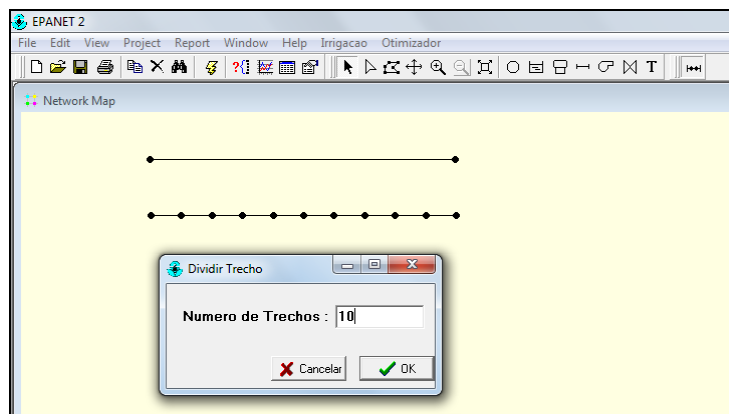 EPANET 2
File Edit View Project Report Window Help Irrigacao Otimizador
T
Network Map
Dividir Trecho
Numero de Trechos : 10
Cancelar OK